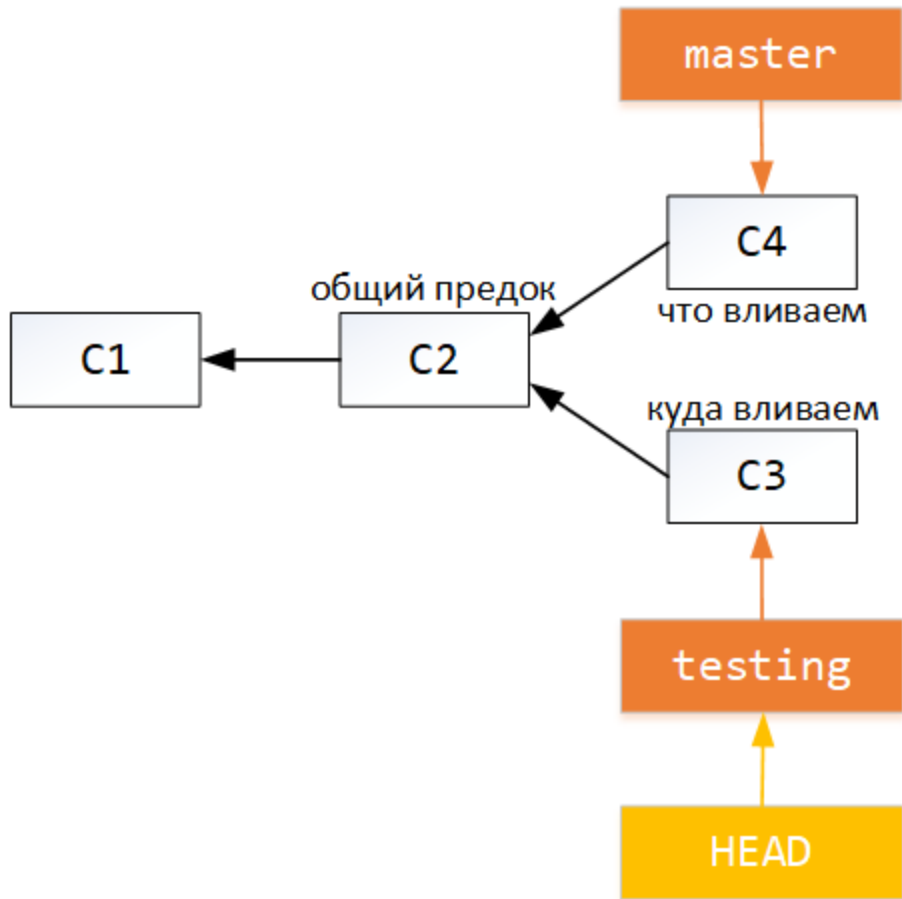 master
C4
общий предок
что вливаем
C1
C2
куда вливаем
C3
testing
HEAD